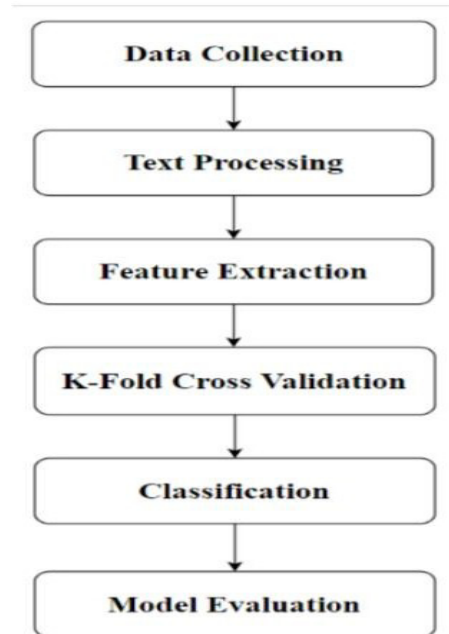 Data Collection
Text Processing
Feature Extraction
K-Fold Cross Validation
Classification
Model Evaluation